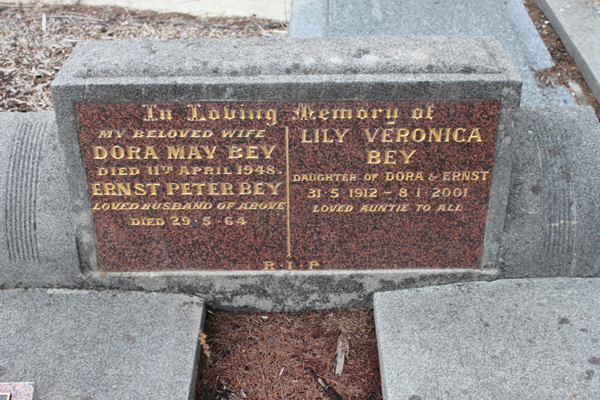 In Loving Memory of
MY BELOVED WIFE
DORA MAY BEY
DIED 11TH APRIL 1948.
ERNST PETER BEY
LOVED HUSBAND OF ABOVE
DIED 29·5·64
LILY VERONICA
BEY
DAUGHTER OF DORA & ERNST
31·5·1912 – 8·1·2001
LOVED AUNTIE TO ALL
R·I·P